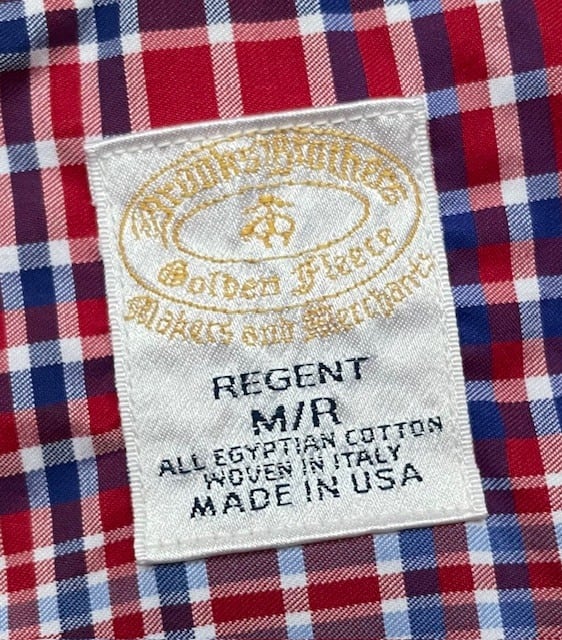 Brooks Brothers
Golden Fleece
Makers and Merchants
REGENT
M/R
ALL EGYPTIAN COTTON
WOVEN IN ITALY
MADE IN USA